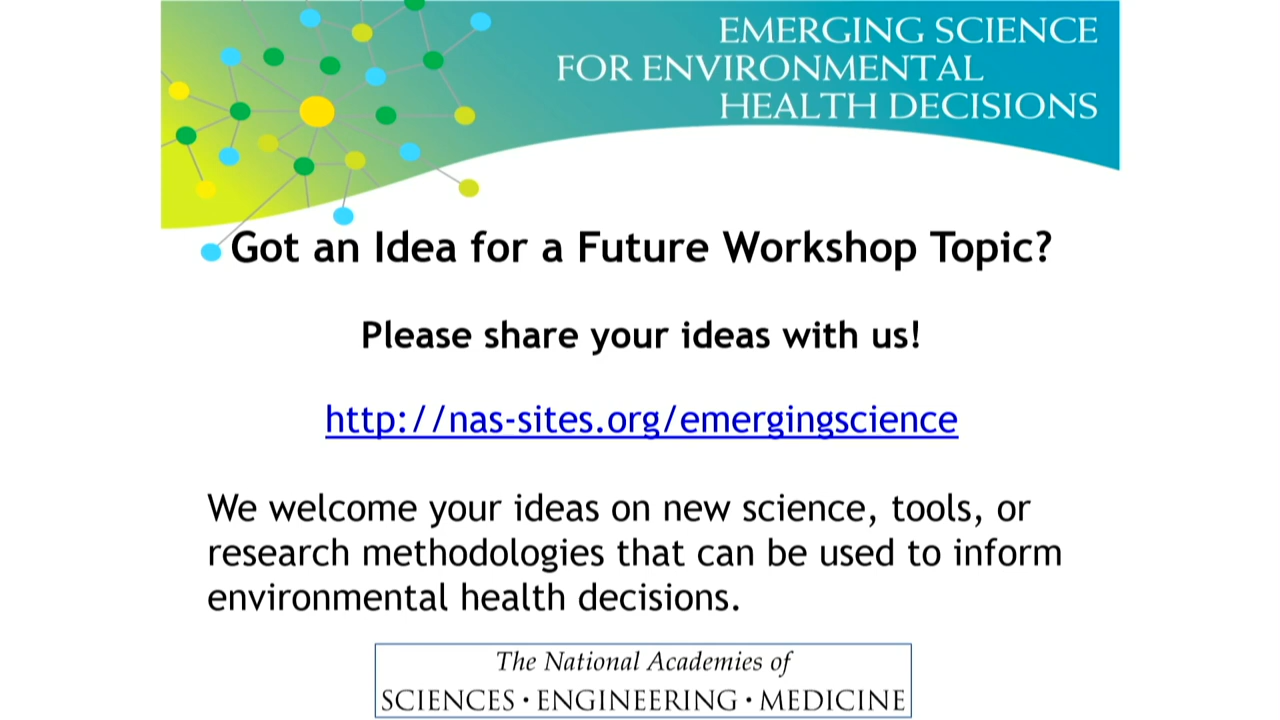 EMERGING SCIENCE
FOR ENVIRONMENTAL
HEALTH DECISIONS
Got an Idea for a Future Workshop Topic?
Please share your ideas with us!
http://nas-sites.org/emergingscience
We welcome your ideas on new science, tools, or
research methodologies that can be used to inform
environmental health decisions.
The National Academies of
SCIENCES · ENGINEERING · MEDICINE